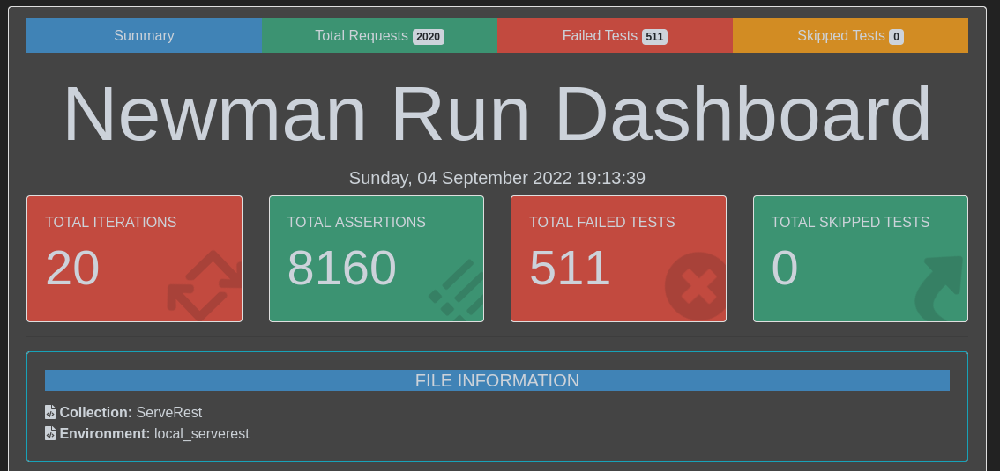 Summary
Total Requests 2020
Failed Tests 511
Skipped Tests 0
Newman Run Dashboard
Sunday, 04 September 2022 19:13:39
TOTAL ITERATIONS
20
TOTAL ASSERTIONS
8160
TOTAL FAILED TESTS
511
TOTAL SKIPPED TESTS
0
FILE INFORMATION
Collection: ServeRest
Environment: local_serverest